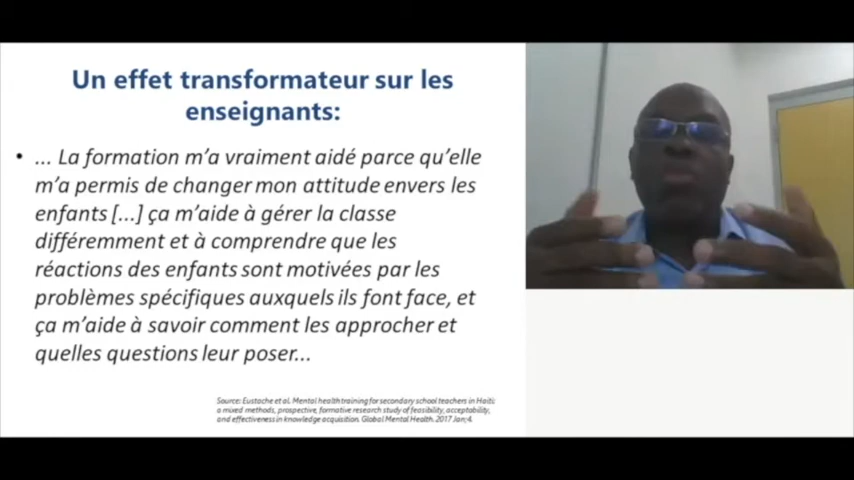 Un effet transformateur sur les
enseignants:
• ... La formation m'a vraiment aidé parce qu'elle
m'a permis de changer mon attitude envers les
enfants [...] ça m'aide à gérer la classe
différemment et à comprendre que les
réactions des enfants sont motivées par les
problèmes spécifiques auxquels ils font face, et
ça m'aide à savoir comment les approcher et
quelles questions leur poser...
Source: Eustache et al. Mental health training for secondary school teachers in Haiti:
a mixed methods, prospective, formative research study of feasibility, acceptability,
and effectiveness in knowledge acquisition. Global Mental Health. 2017 Jan;4.